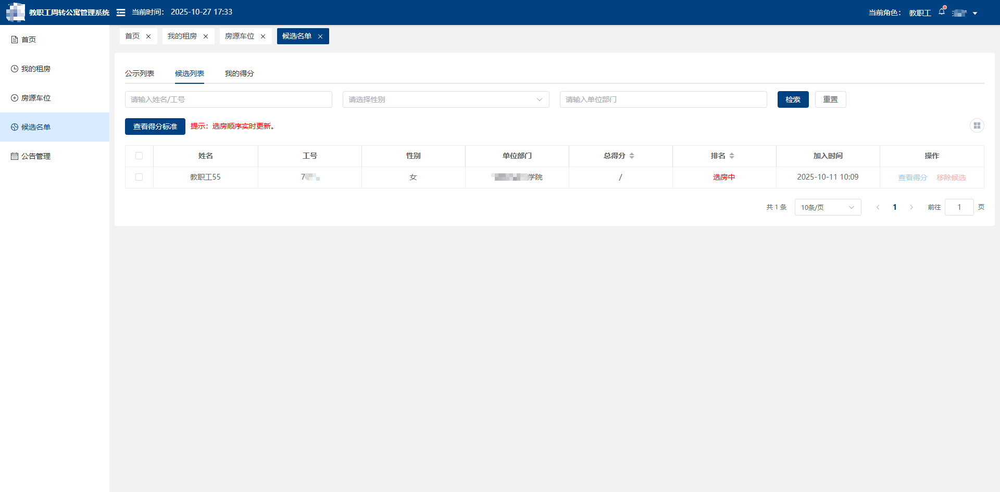 教职工周转公寓管理系统 当前时间： 2025-10-27 17:33 当前角色： 教职工
首页
我的租房
房源车位
候选名单
公告管理
首页 我的租房 房源车位 候选名单
公示列表 候选列表 我的得分
请输入姓名/工号 请选择性别 请输入单位部门 检索 重置
查看得分标准 提示：选房顺序实时更新。
姓名 工号 性别 单位部门 总得分 排名 加入时间 操作
教职工55 7 女 学院 / 选房中 2025-10-11 10:09 查看得分 移除候选
共 1 条 10条/页 1 前往 1 页